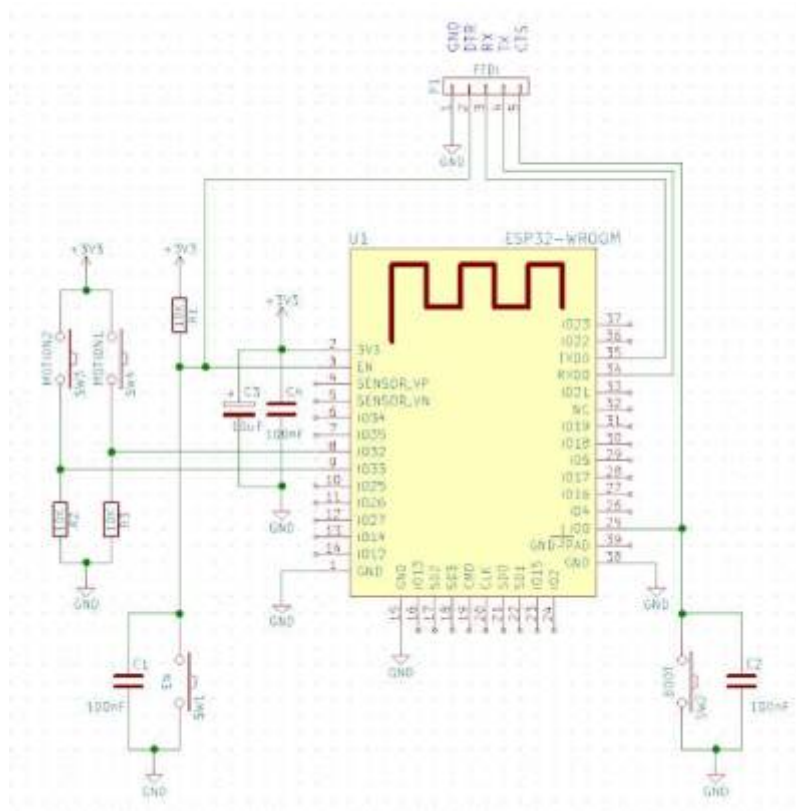 GND
DTR
RX
TX
CTS
FTDI
P1
1
2
3
4
5
GND
U1
ESP32-WROOM
+3V3
+3V3
+3V3
10K
R1
MOTION2
SW3
MOTION1
SW4
C3
10uF
C4
100nF
10K
R2
10K
R3
GND
GND
GND
2 3V3
3 EN
4 SENSOR_VP
5 SENSOR_VN
6 IO34
7 IO35
8 IO32
9 IO33
10 IO25
11 IO26
12 IO27
13 IO14
14 IO12
1 GND
IO23 37
IO22 36
TXD0 35
RXD0 34
IO21 33
NC 32
IO19 31
IO18 30
IO5 29
IO17 28
IO16 27
IO4 26
IO0 25
GND-PAD 39
GND 38
GND
IO13
SD2
SD3
CMD
CLK
SD0
SD1
IO15
IO2
15
16
17
18
19
20
21
22
23
24
GND
GND
C1
100nF
EN
SW1
GND
BOOT
SW2
C2
100nF
GND